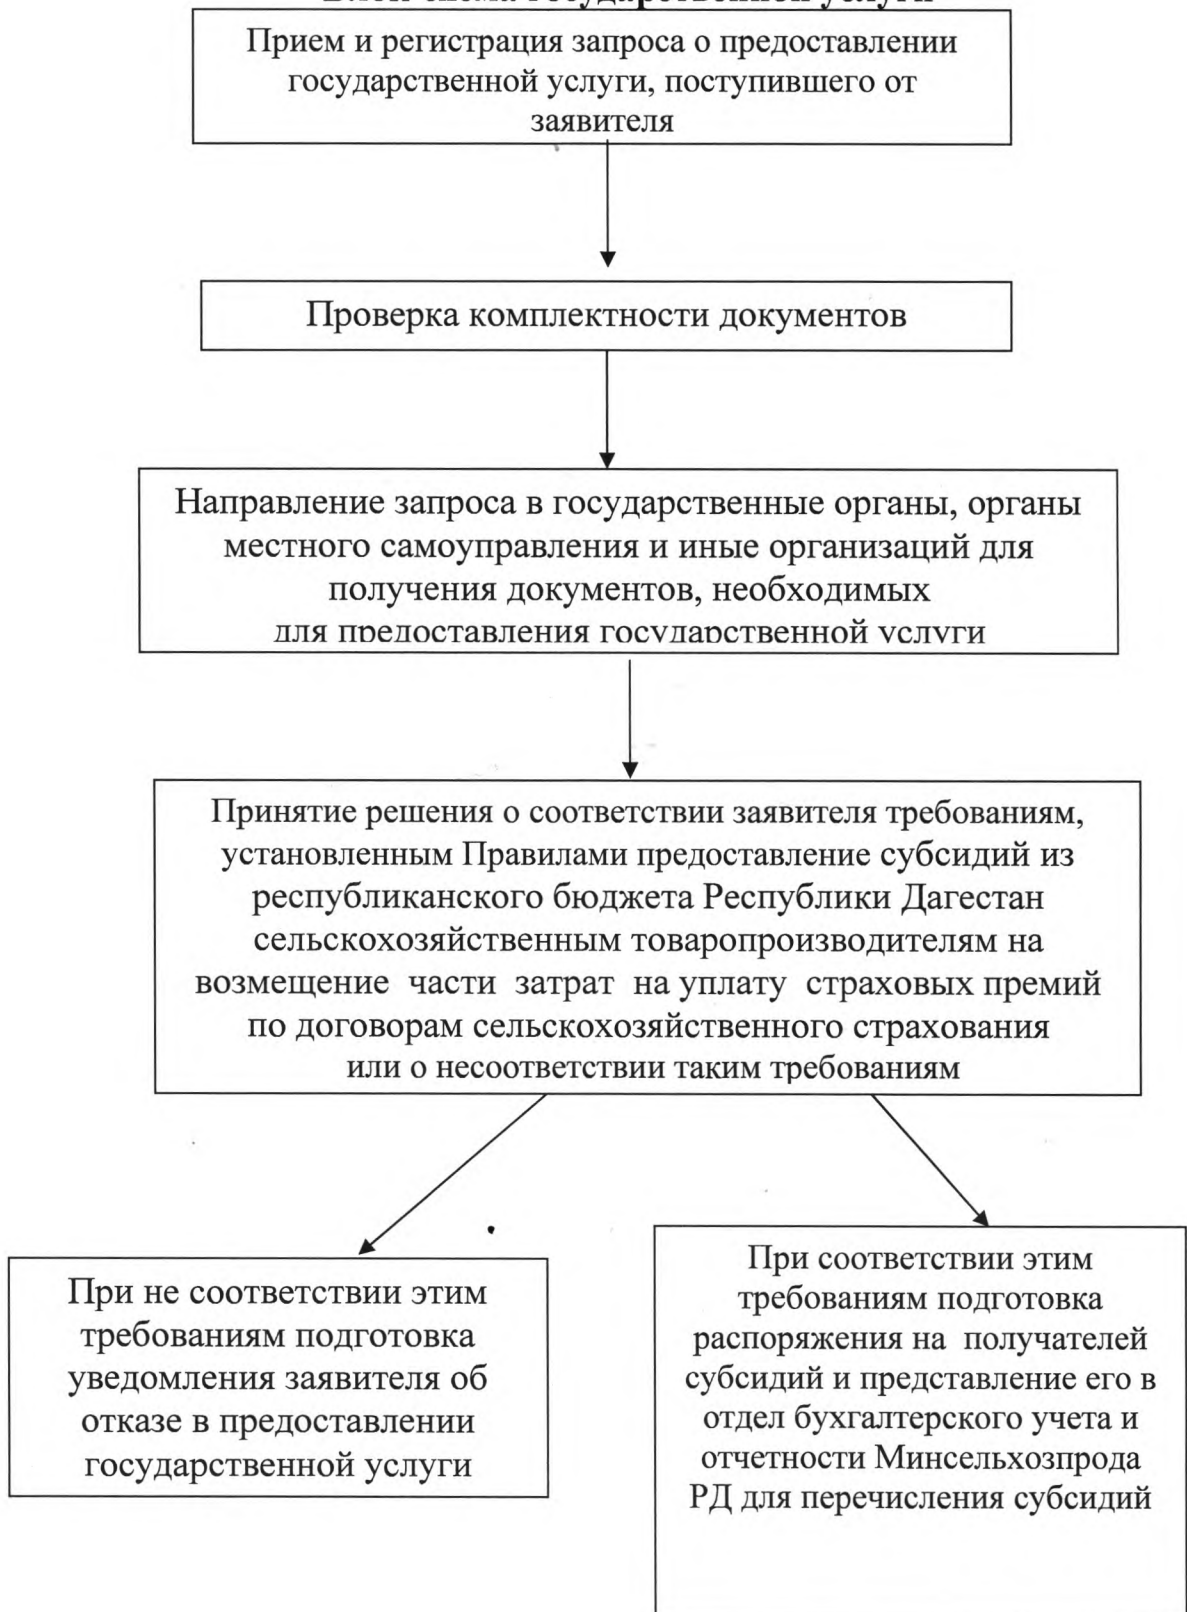 Блок-схема государственной услуги
Прием и регистрация запроса о предоставлении
государственной услуги, поступившего от
заявителя
Проверка комплектности документов
Направление запроса в государственные органы, органы
местного самоуправления и иные организаций для
получения документов, необходимых
для предоставления государственной услуги
Принятие решения о соответствии заявителя требованиям,
установленным Правилами предоставление субсидий из
республиканского бюджета Республики Дагестан
сельскохозяйственным товаропроизводителям на
возмещение части затрат на уплату страховых премий
по договорам сельскохозяйственного страхования
или о несоответствии таким требованиям
При не соответствии этим
требованиям подготовка
уведомления заявителя об
отказе в предоставлении
государственной услуги
При соответствии этим
требованиям подготовка
распоряжения на получателей
субсидий и представление его в
отдел бухгалтерского учета и
отчетности Минсельхозпрода
РД для перечисления субсидий